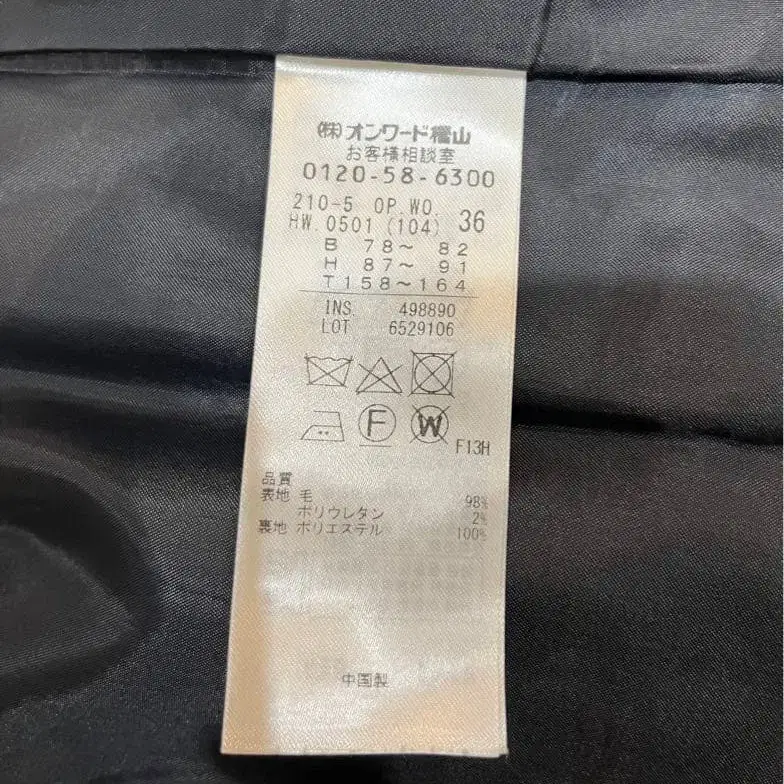 (株)オンワード樫山
お客様相談室
0120-58-6300
210-5 OP.WO. 36
HW.0501 (104)
B 78~ 82
H 87~ 91
T158~164
INS. 498890
LOT 6529106
F W F13H
品質
表地 毛 98%
ポリウレタン 2%
裏地 ポリエステル 100%
中国製